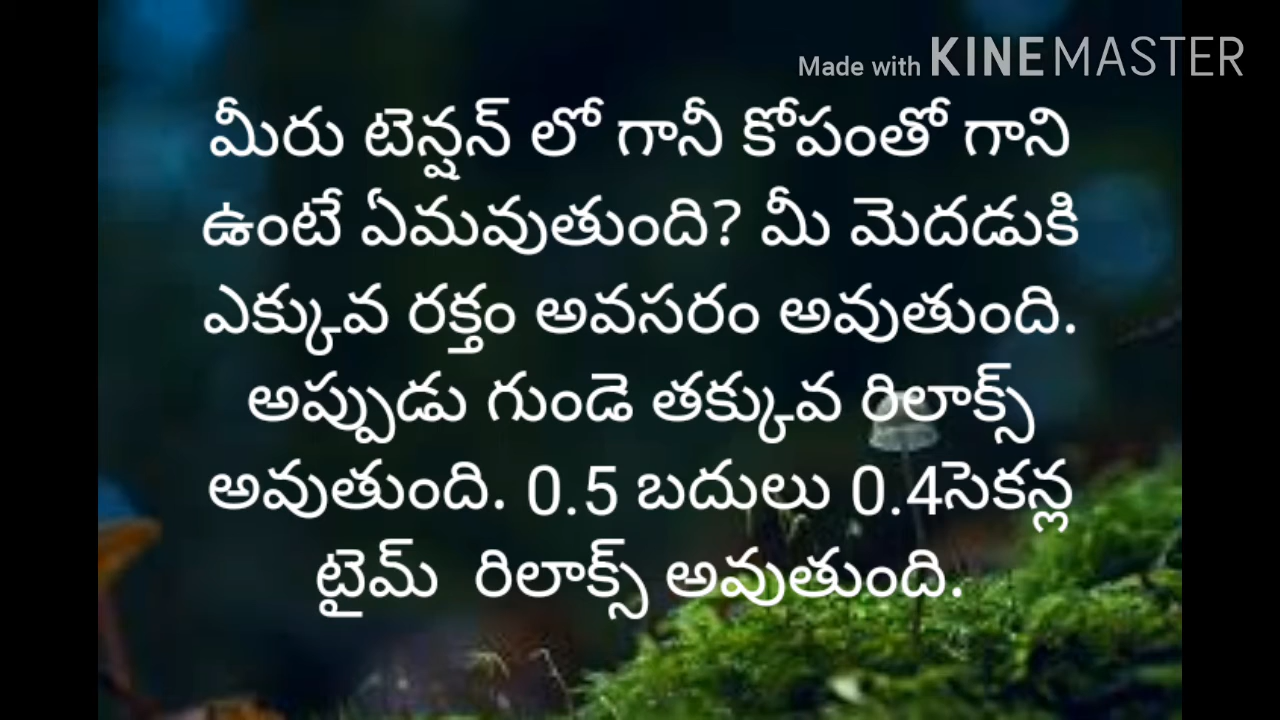 Made with KINEMASTER
మీరు టెన్షన్ లో గానీ కోపంతో గాని
ఉంటే ఏమవుతుంది? మీ మెదడుకి
ఎక్కువ రక్తం అవసరం అవుతుంది.
అప్పుడు గుండె తక్కువ రిలాక్స్
అవుతుంది. 0.5 బదులు 0.4సెకన్ల
టైమ్  రిలాక్స్ అవుతుంది.